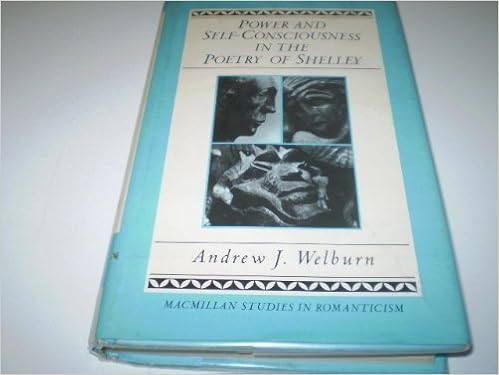 POWER AND
SELF-CONSCIOUSNESS
IN THE
POETRY OF SHELLEY
Andrew J. Welburn
MACMILLAN STUDIES IN ROMANTICISM